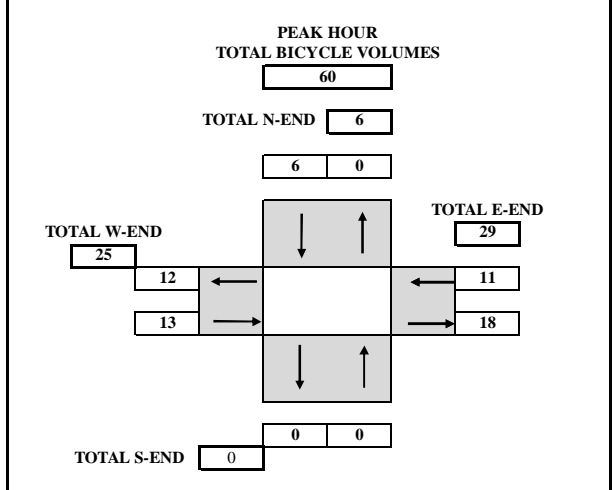 PEAK HOUR
TOTAL BICYCLE VOLUMES
60
TOTAL N-END 6
6 0
TOTAL E-END
29
TOTAL W-END
25
12 11
13 18
0 0
TOTAL S-END 0